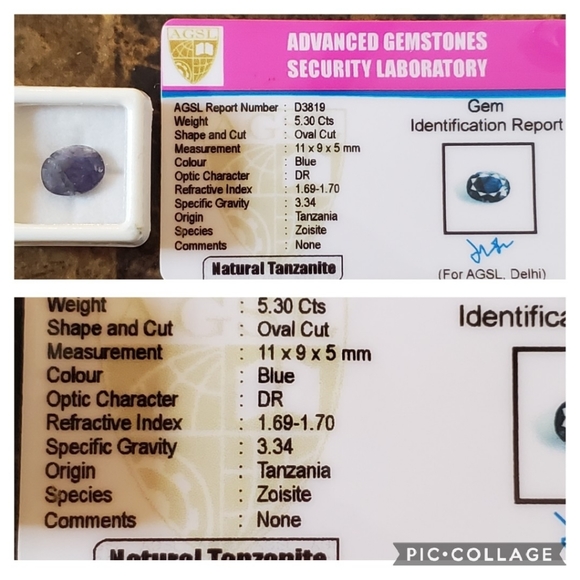 AGSL
ADVANCED GEMSTONES
SECURITY LABORATORY
AGSL Report Number : D3819
Weight : 5.30 Cts
Shape and Cut : Oval Cut
Measurement : 11 x 9 x 5 mm
Colour : Blue
Optic Character : DR
Refractive Index : 1.69-1.70
Specific Gravity : 3.34
Origin : Tanzania
Species : Zoisite
Comments : None
Natural Tanzanite
Gem
Identification Report
(For AGSL, Delhi)
Weight : 5.30 Cts
Shape and Cut : Oval Cut
Measurement : 11 x 9 x 5 mm
Colour : Blue
Optic Character : DR
Refractive Index : 1.69-1.70
Specific Gravity : 3.34
Origin : Tanzania
Species : Zoisite
Comments : None
Natural Tanzanite
Identifica
PIC•COLLAGE